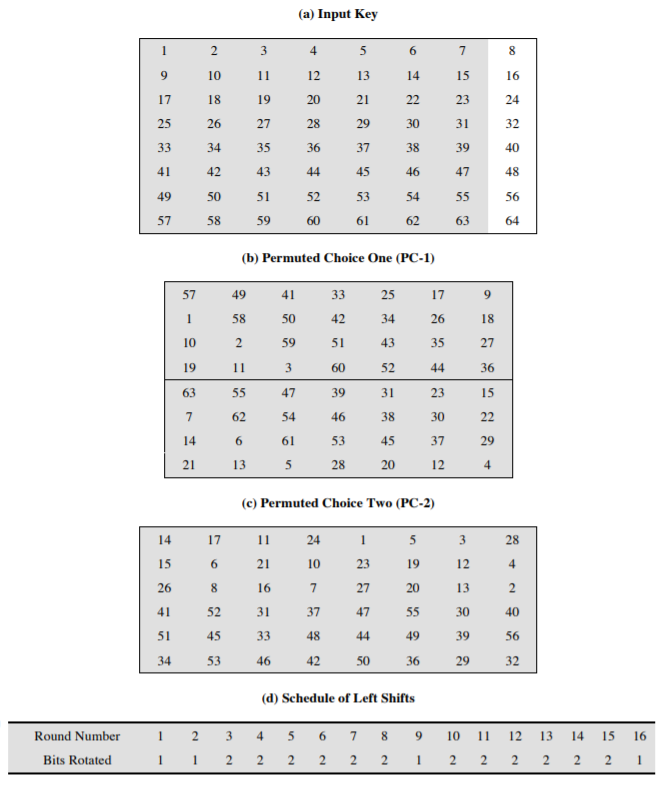 (a) Input Key
1 2 3 4 5 6 7 8
9 10 11 12 13 14 15 16
17 18 19 20 21 22 23 24
25 26 27 28 29 30 31 32
33 34 35 36 37 38 39 40
41 42 43 44 45 46 47 48
49 50 51 52 53 54 55 56
57 58 59 60 61 62 63 64
(b) Permuted Choice One (PC-1)
57 49 41 33 25 17 9
1 58 50 42 34 26 18
10 2 59 51 43 35 27
19 11 3 60 52 44 36
63 55 47 39 31 23 15
7 62 54 46 38 30 22
14 6 61 53 45 37 29
21 13 5 28 20 12 4
(c) Permuted Choice Two (PC-2)
14 17 11 24 1 5 3 28
15 6 21 10 23 19 12 4
26 8 16 7 27 20 13 2
41 52 31 37 47 55 30 40
51 45 33 48 44 49 39 56
34 53 46 42 50 36 29 32
(d) Schedule of Left Shifts
Round Number 1 2 3 4 5 6 7 8 9 10 11 12 13 14 15 16
Bits Rotated 1 1 2 2 2 2 2 2 1 2 2 2 2 2 2 1